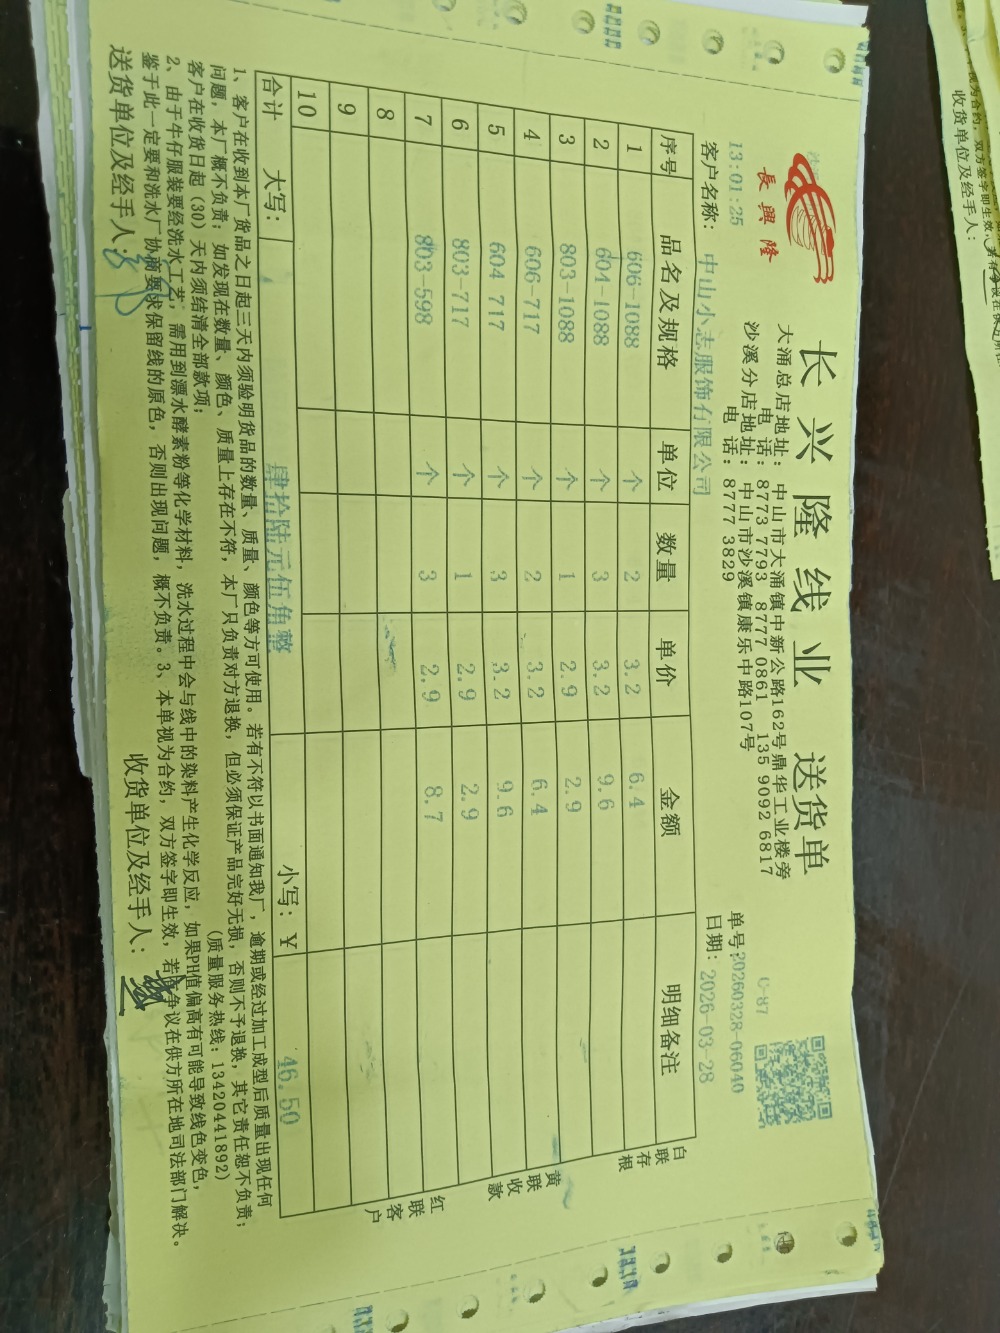 长兴隆线业 送货单
長興隆
大涌总店地址：中山市大涌镇中新公路162号鼎华工业楼旁
电 话：8773 7793 8777 0861 135 9092 6817
沙溪分店地址：中山市沙溪镇康乐中路107号
电 话：8777 3829
C-87
13:01:25
单号：20260328-06040
客户名称：中山小志服饰有限公司
日期：2026-03-28
序号 品名及规格 单位 数量 单价 金额 明细备注
1 606-1088 个 2 3.2 6.4
2 604-1088 个 3 3.2 9.6
3 803-1088 个 1 2.9 2.9
4 606-717 个 2 3.2 6.4
5 604 717 个 3 3.2 9.6
6 803-717 个 1 2.9 2.9
7 803-598 个 3 2.9 8.7
8
9
10
合计 大写： 肆拾陆元伍角整 小写：￥ 46.50
白联存根
黄联收款
红联客户
1、客户在收到本厂货品之日起三天内须验明货品的数量、质量、颜色等方可使用。若有不符以书面通知我厂，逾期或经过加工成型后质量出现任何
问题，本厂概不负责；如发现在数量、颜色、质量上存在不符，本厂只负责对方退换，但必须保证产品完好无损，否则不予退换，其它责任恕不负责；
客户在收货日起（30）天内须结清全部款项； （质量服务热线：13420441892）
2、由于牛仔服装要经洗水工艺，需用到漂水酵素粉等化学材料，洗水过程中会与线中的染料产生化学反应，如果PH值偏高有可能导致线色变色，
鉴于此一定要和洗水厂协商要求保留线的原色，否则出现问题，概不负责。3、本单视为合约，双方签字即生效，若有争议在供方所在地司法部门解决。
送货单位及经手人：
收货单位及经手人：
收货单位及经手人：